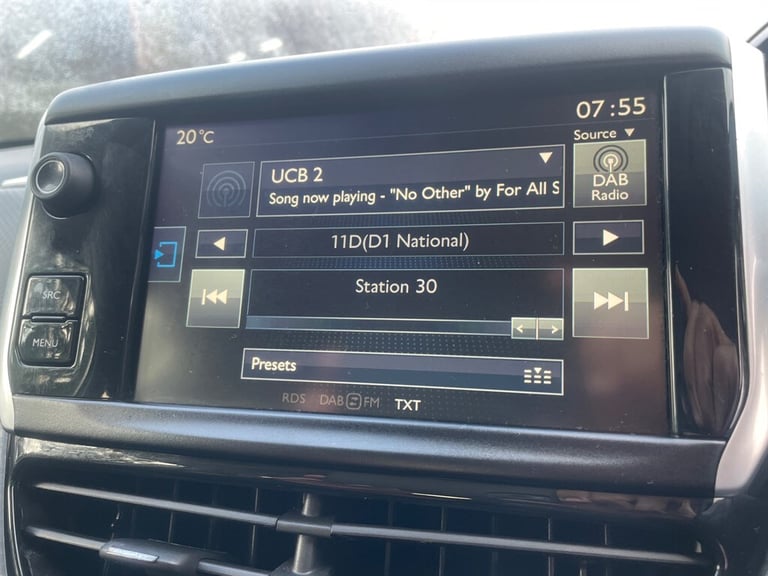 07:55
20°C
Source ▼
UCB 2
Song now playing - "No Other" by For All S
DAB
Radio
11D(D1 National)
Station 30
SRC
MENU
Presets
RDS DAB FM TXT